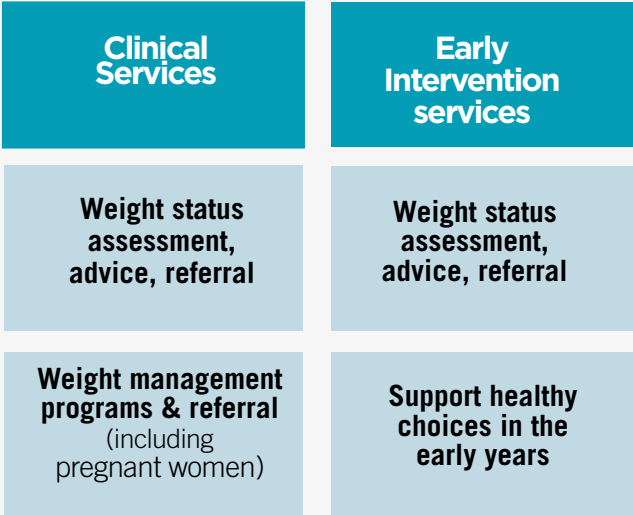 Clinical
Services
Early
Intervention
services
Weight status
assessment,
advice, referral
Weight status
assessment,
advice, referral
Weight management
programs & referral
(including
pregnant women)
Support healthy
choices in the
early years